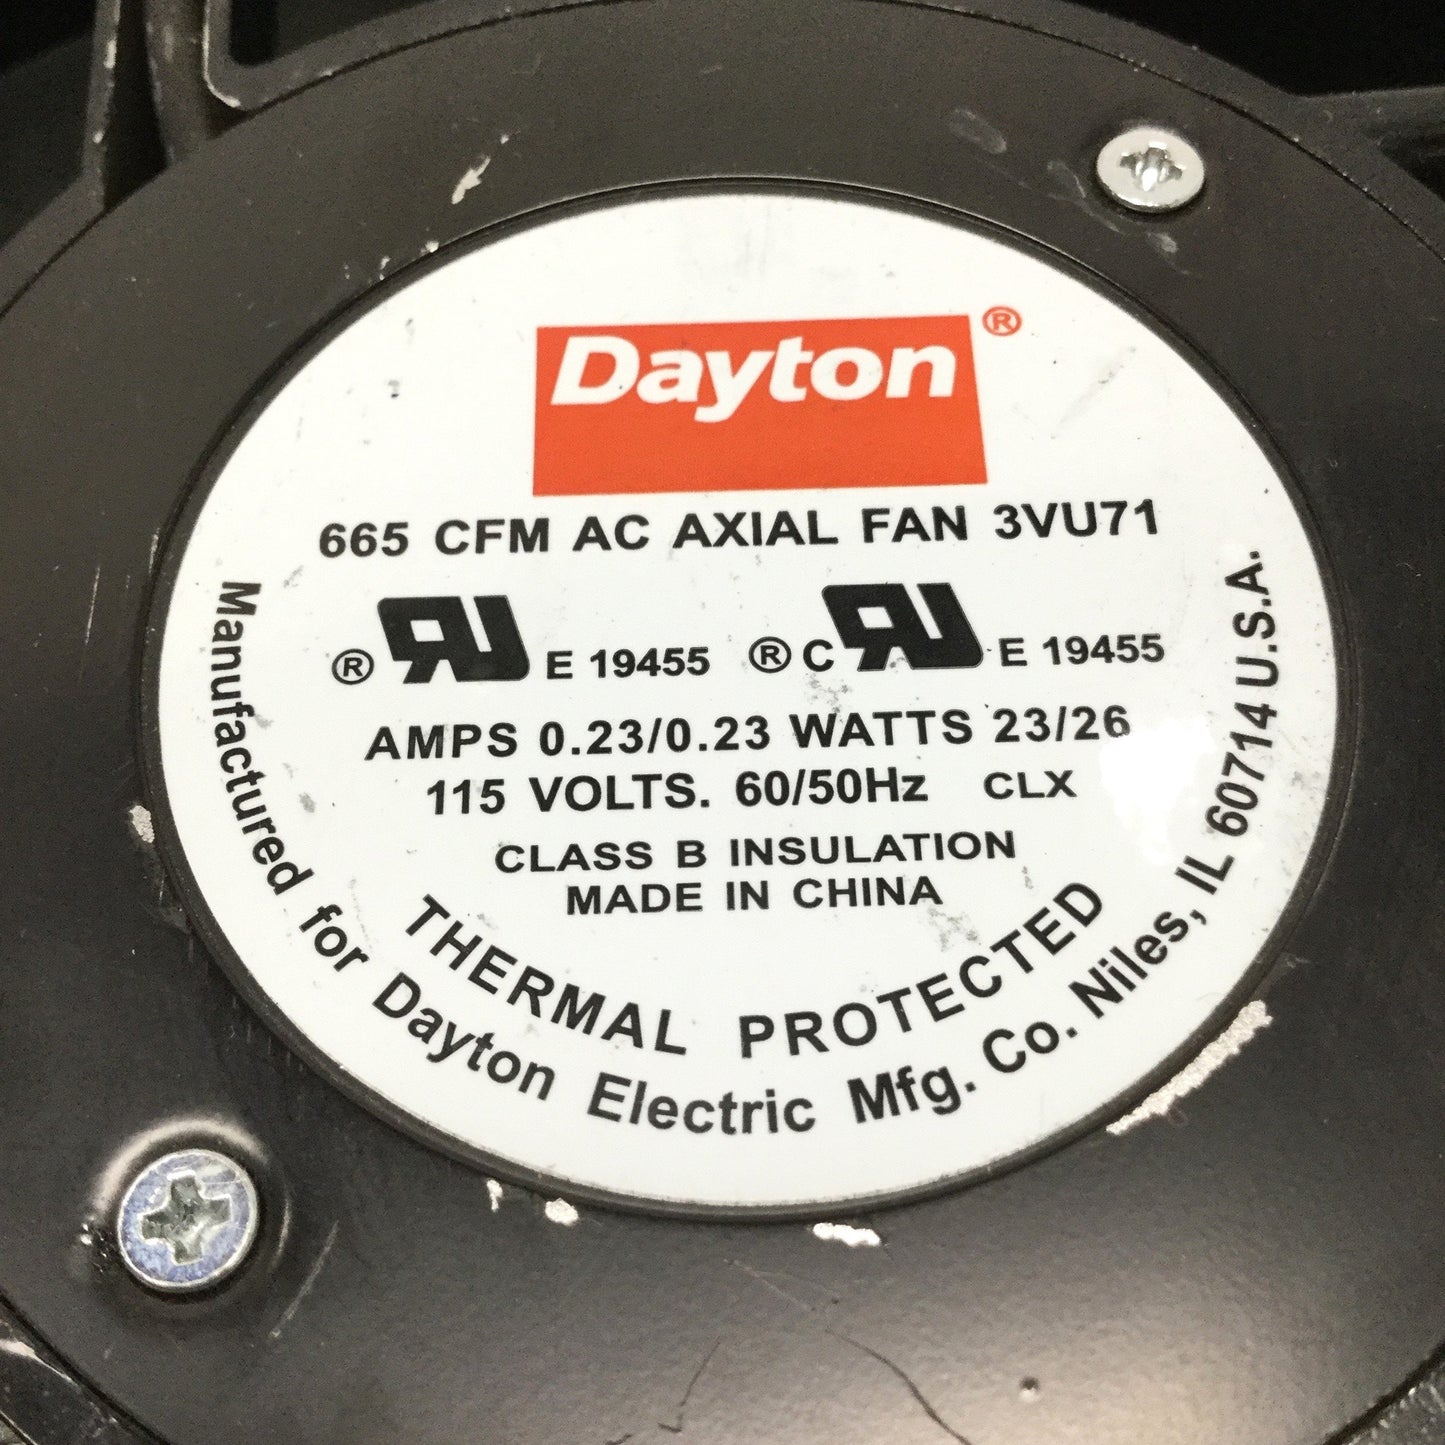 Dayton®
665 CFM AC AXIAL FAN 3VU71
® RU E 19455 ® C RU E 19455
AMPS 0.23/0.23 WATTS 23/26
115 VOLTS. 60/50Hz CLX
CLASS B INSULATION
MADE IN CHINA
THERMAL PROTECTED
Manufactured for Dayton Electric Mfg. Co. Niles, IL 60714 U.S.A.